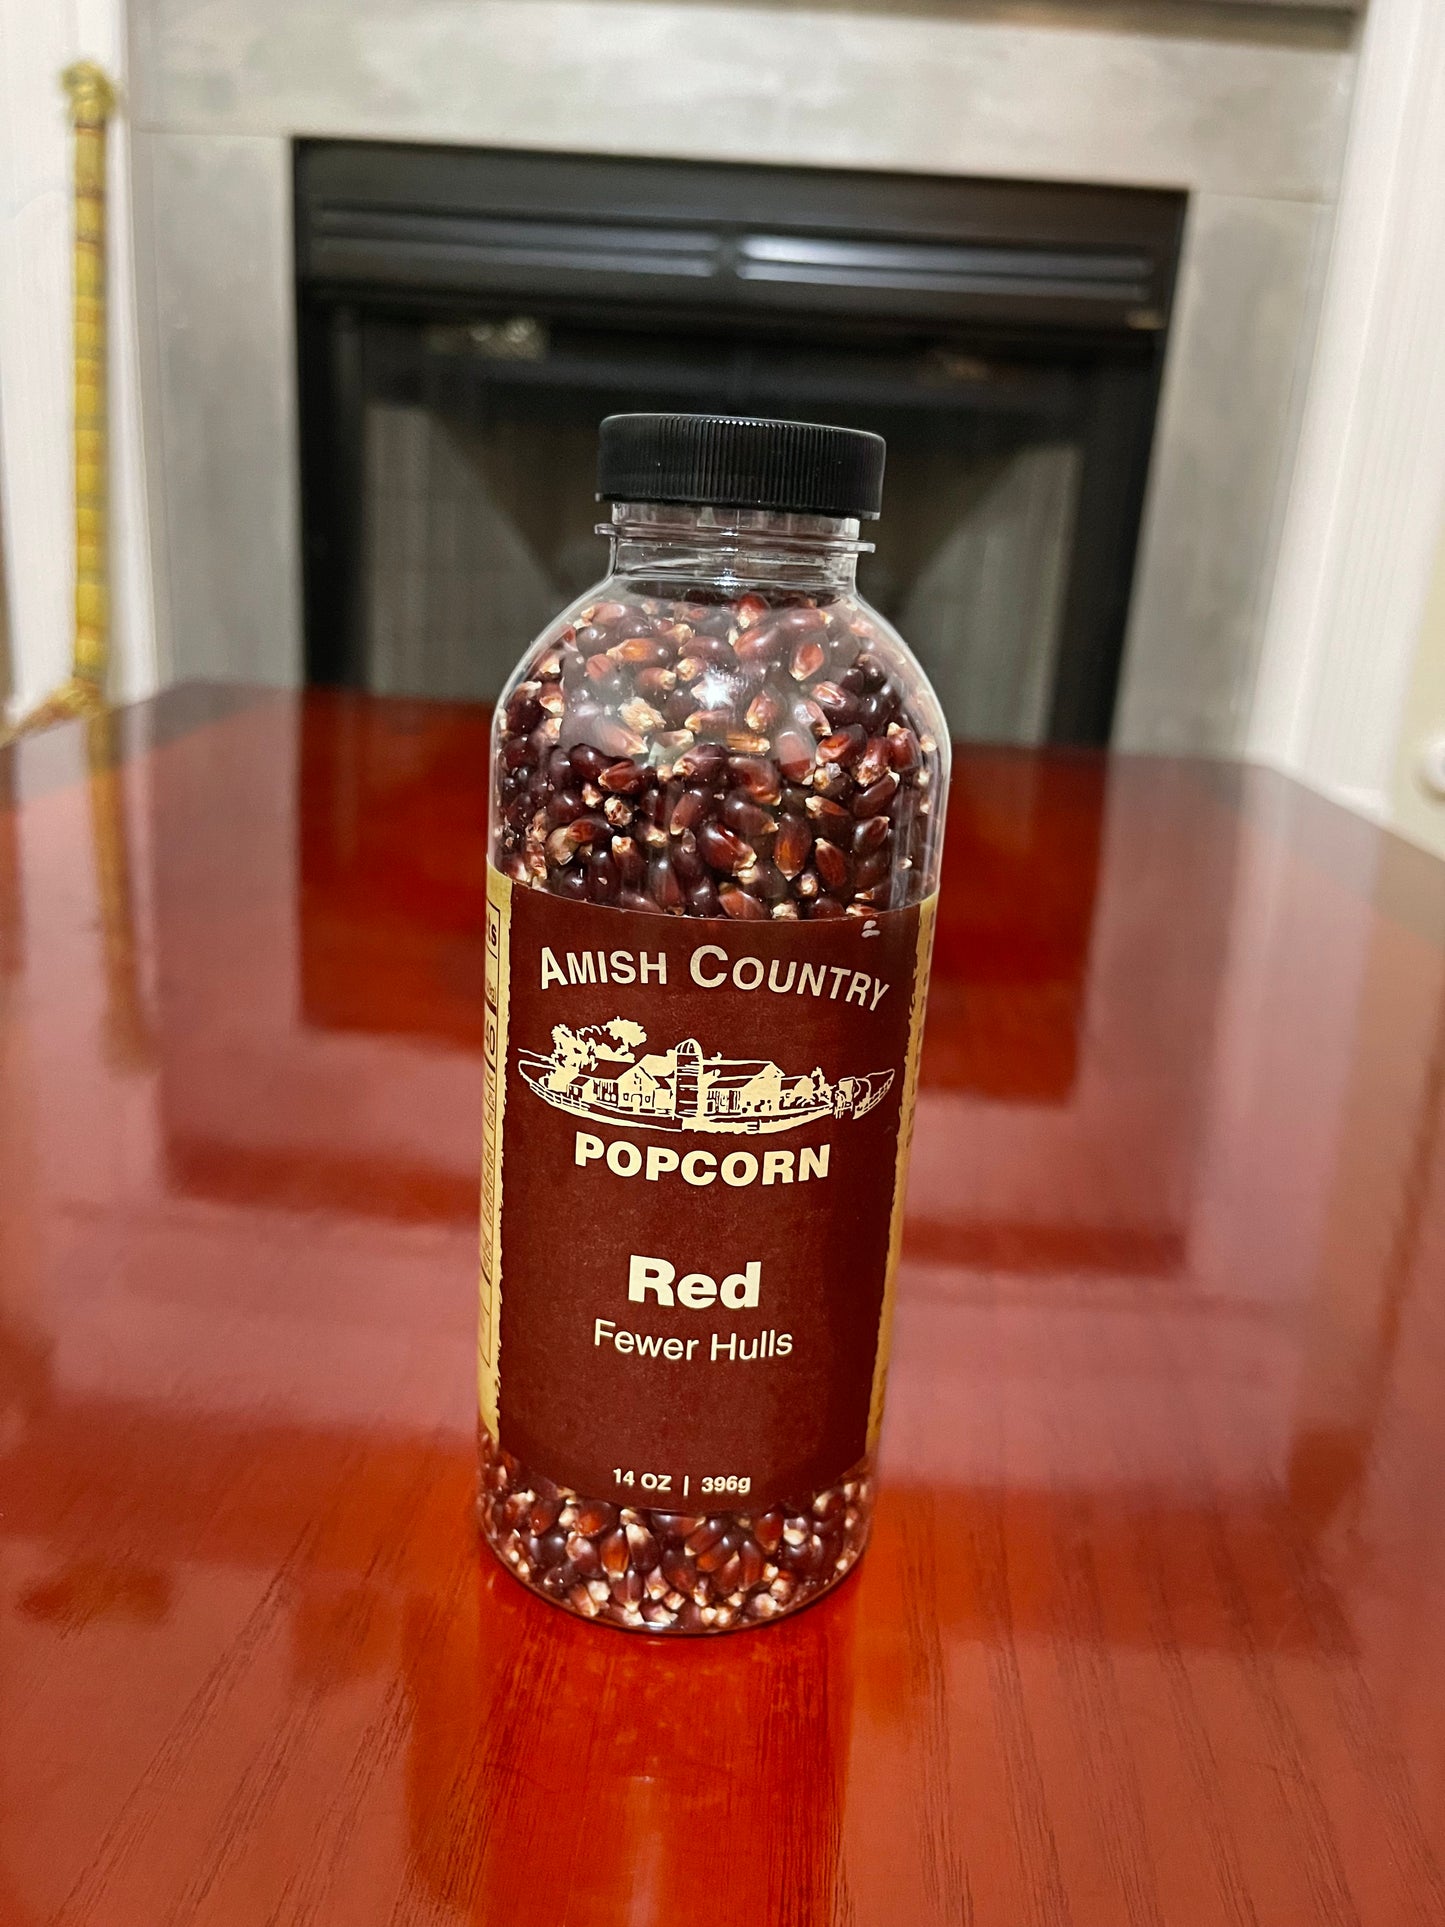 AMISH COUNTRY
POPCORN
Red
Fewer Hulls
14 OZ | 396g